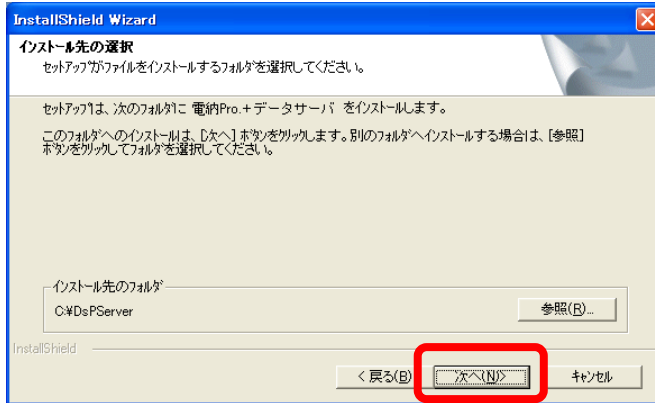 InstallShield Wizard
インストール先の選択
セットアップがファイルをインストールするフォルダを選択してください。
セットアップは、次のフォルダに 電納Pro.+データサーバ をインストールします。
このフォルダへのインストールは、[次へ] ボタンをクリックします。別のフォルダへインストールする場合は、[参照]
ボタンをクリックしてフォルダを選択してください。
インストール先のフォルダ
C:¥DsPServer
参照(R)...
InstallShield
< 戻る(B)
次へ(N)>
キャンセル